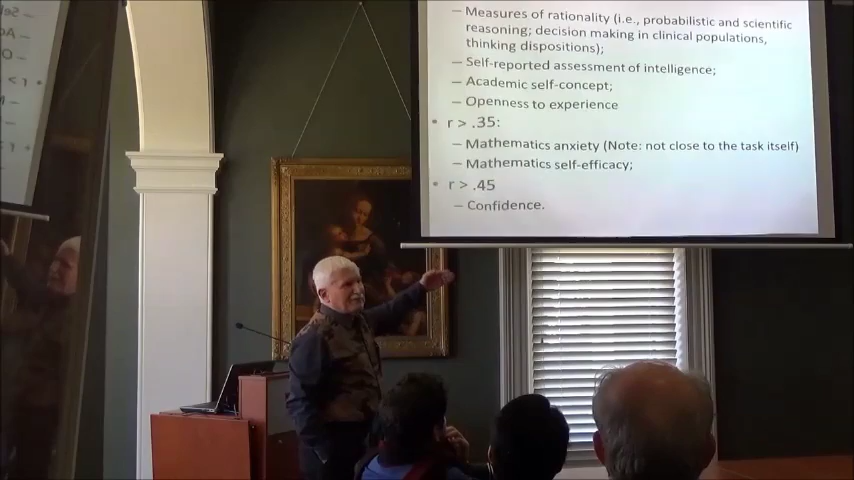 – Measures of rationality (i.e., probabilistic and scientific
reasoning; decision making in clinical populations,
thinking dispositions);
– Self-reported assessment of intelligence;
– Academic self-concept;
– Openness to experience
• r > .35:
– Mathematics anxiety (Note: not close to the task itself)
– Mathematics self-efficacy;
• r > .45
– Confidence.